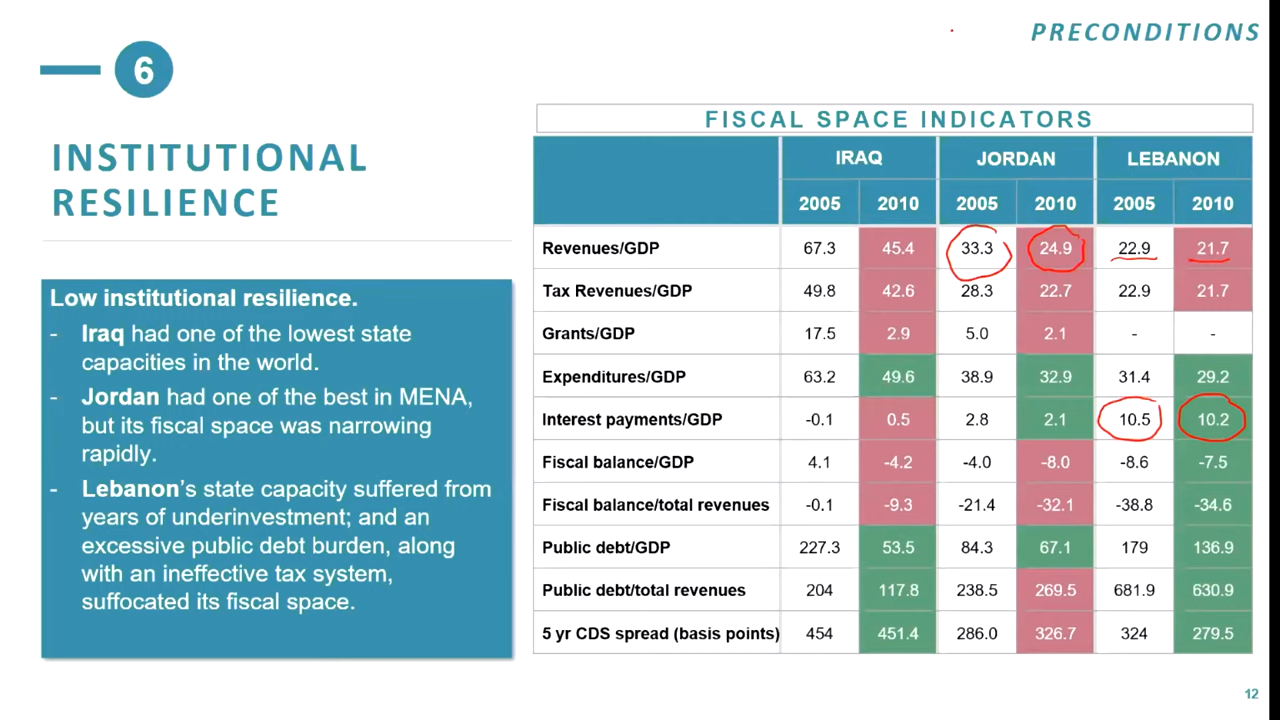 PRECONDITIONS
6
INSTITUTIONAL
RESILIENCE
Low institutional resilience.
- Iraq had one of the lowest state
capacities in the world.
- Jordan had one of the best in MENA,
but its fiscal space was narrowing
rapidly.
- Lebanon's state capacity suffered from
years of underinvestment; and an
excessive public debt burden, along
with an ineffective tax system,
suffocated its fiscal space.
FISCAL SPACE INDICATORS
IRAQ JORDAN LEBANON
2005 2010 2005 2010 2005 2010
Revenues/GDP 67.3 45.4 33.3 24.9 22.9 21.7
Tax Revenues/GDP 49.8 42.6 28.3 22.7 22.9 21.7
Grants/GDP 17.5 2.9 5.0 2.1 - -
Expenditures/GDP 63.2 49.6 38.9 32.9 31.4 29.2
Interest payments/GDP -0.1 0.5 2.8 2.1 10.5 10.2
Fiscal balance/GDP 4.1 -4.2 -4.0 -8.0 -8.6 -7.5
Fiscal balance/total revenues -0.1 -9.3 -21.4 -32.1 -38.8 -34.6
Public debt/GDP 227.3 53.5 84.3 67.1 179 136.9
Public debt/total revenues 204 117.8 238.5 269.5 681.9 630.9
5 yr CDS spread (basis points) 454 451.4 286.0 326.7 324 279.5
12